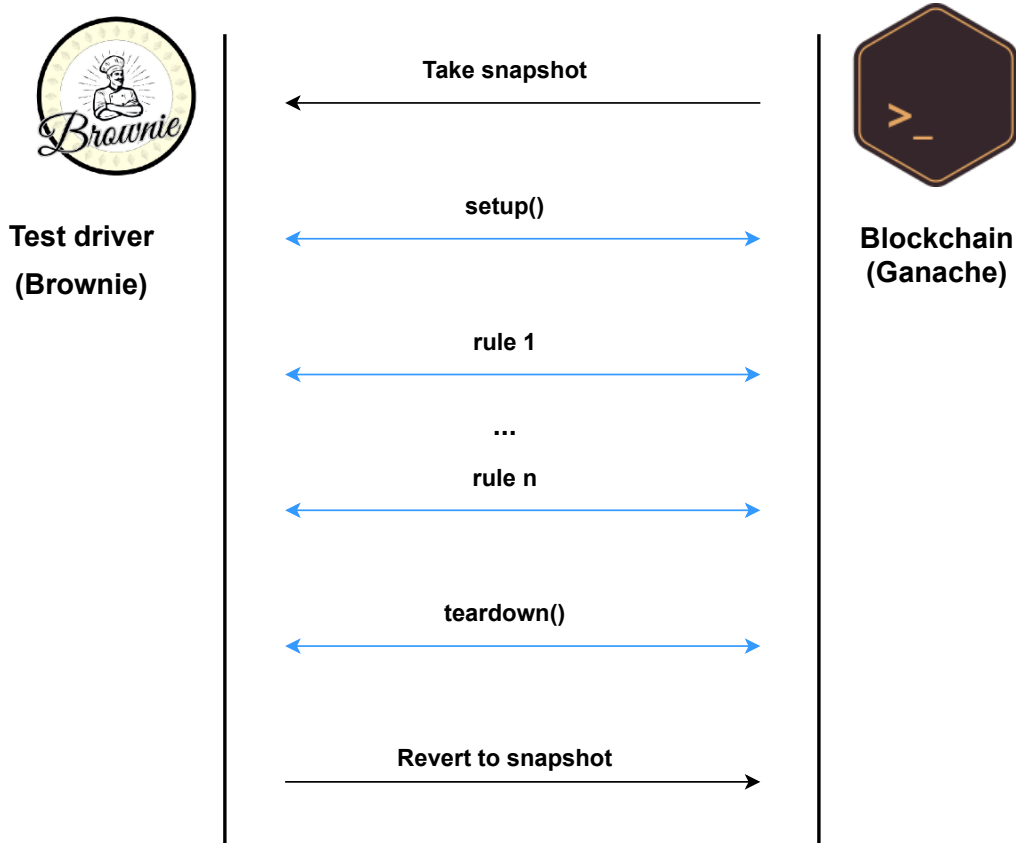 Take snapshot
Brownie
>_
setup()
Test driver
(Brownie)
Blockchain
(Ganache)
rule 1
...
rule n
teardown()
Revert to snapshot